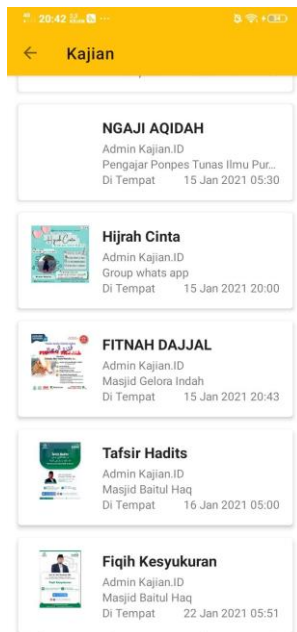 20:42
Kajian
NGAJI AQIDAH
Admin Kajian.ID
Pengajar Ponpes Tunas Ilmu Pur...
Di Tempat 15 Jan 2021 05:30
Hijrah Cinta
Admin Kajian.ID
Group whats app
Di Tempat 15 Jan 2021 20:00
FITNAH DAJJAL
Admin Kajian.ID
Masjid Gelora Indah
Di Tempat 15 Jan 2021 20:43
Tafsir Hadits
Admin Kajian.ID
Masjid Baitul Haq
Di Tempat 16 Jan 2021 05:00
Fiqih Kesyukuran
Admin Kajian.ID
Masjid Baitul Haq
Di Tempat 22 Jan 2021 05:51